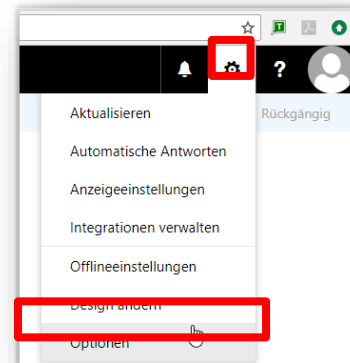 ?
Aktualisieren
Rückgängig
Automatische Antworten
Anzeigeeinstellungen
Integrationen verwalten
Offlineeinstellungen
Design ändern
Optionen